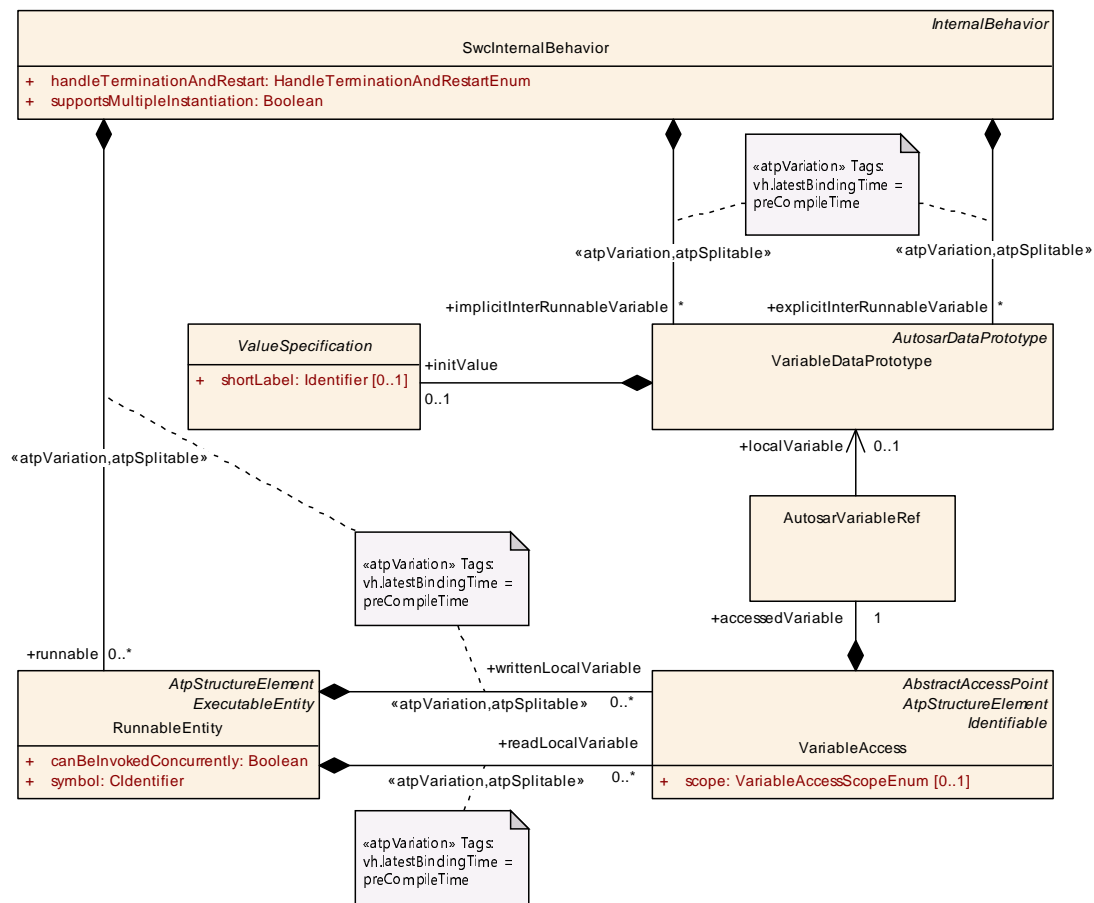 InternalBehavior
SwcInternalBehavior
+ handleTerminationAndRestart: HandleTerminationAndRestartEnum
+ supportsMultipleInstantiation: Boolean
«atpVariation» Tags:
vh.latestBindingTime =
preCompileTime
«atpVariation,atpSplitable»
«atpVariation,atpSplitable»
+implicitInterRunnableVariable *
+explicitInterRunnableVariable *
ValueSpecification
+ shortLabel: Identifier [0..1]
+initValue
0..1
AutosarDataPrototype
VariableDataPrototype
+localVariable 0..1
«atpVariation,atpSplitable»
AutosarVariableRef
«atpVariation» Tags:
vh.latestBindingTime =
preCompileTime
+accessedVariable 1
+runnable 0..*
+writtenLocalVariable
«atpVariation,atpSplitable» 0..*
AtpStructureElement
ExecutableEntity
RunnableEntity
+ canBeInvokedConcurrently: Boolean
+ symbol: CIdentifier
AbstractAccessPoint
AtpStructureElement
Identifiable
VariableAccess
+ scope: VariableAccessScopeEnum [0..1]
+readLocalVariable
«atpVariation,atpSplitable» 0..*
«atpVariation» Tags:
vh.latestBindingTime =
preCompileTime